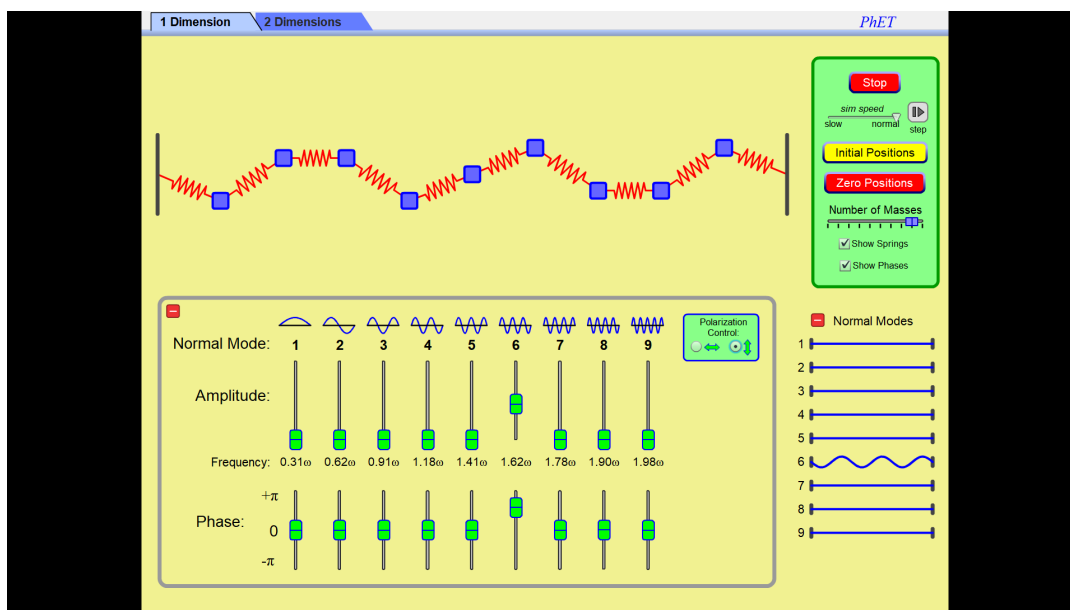 1 Dimension 2 Dimensions PhET
Stop
sim speed
slow normal step
Initial Positions
Zero Positions
Number of Masses
Show Springs
Show Phases
Polarization
Control:
Normal Mode: 1 2 3 4 5 6 7 8 9
Amplitude:
Frequency: 0.31ω 0.62ω 0.91ω 1.18ω 1.41ω 1.62ω 1.78ω 1.90ω 1.98ω
+π
Phase: 0
-π
Normal Modes
1
2
3
4
5
6
7
8
9